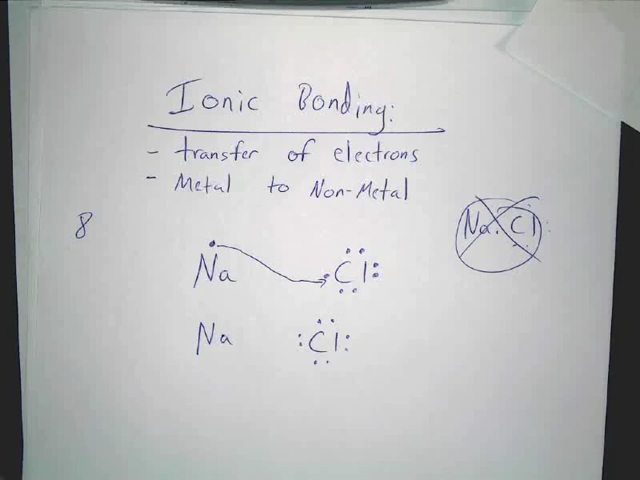 Ionic Bonding:
- transfer of electrons
- Metal to Non-Metal
8
Na. Cl:
Na Cl
Na :Cl: